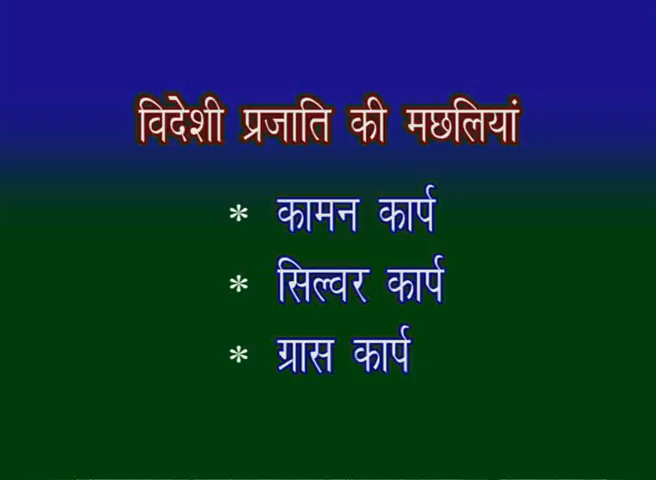 विदेशी प्रजाति की मछलियां
* कामन कार्प
* सिल्वर कार्प
* ग्रास कार्प